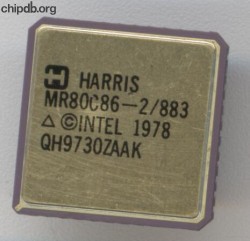 chipdb.org
HARRIS
MR80C86-2/883
△ ©INTEL 1978
QH9730ZAAK